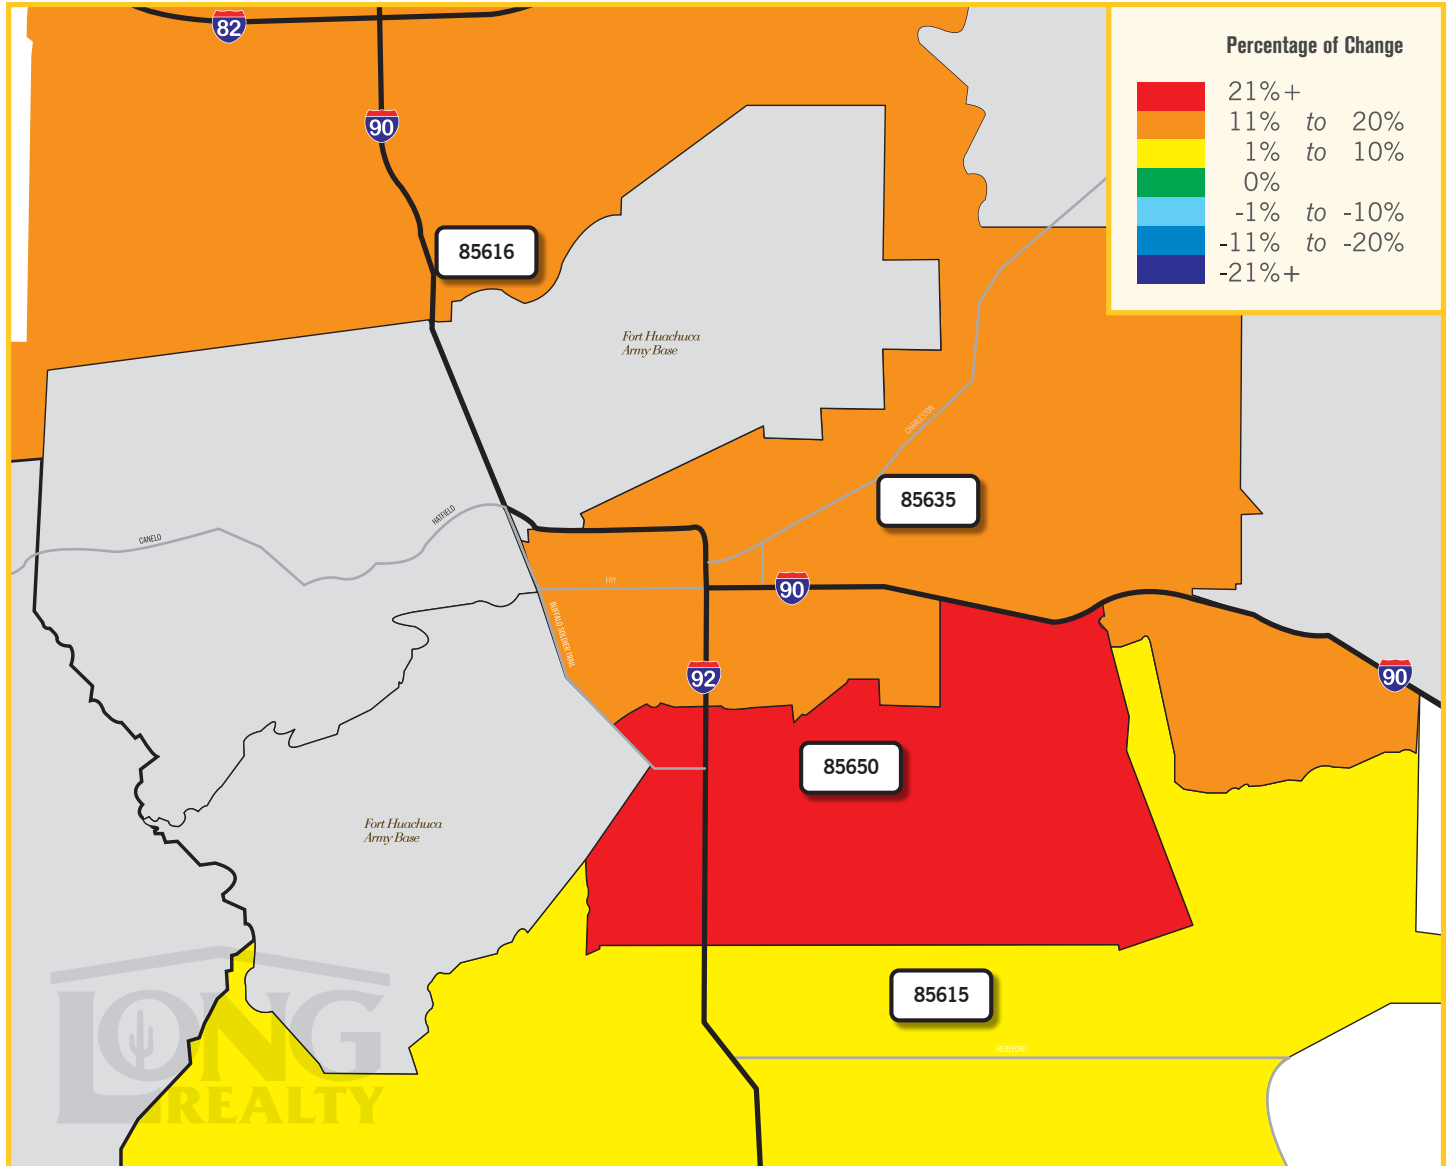 82
Percentage of Change
21%+
11% to 20%
1% to 10%
0%
-1% to -10%
-11% to -20%
-21%+
90
85616
Fort Huachuca
Army Base
CHARLESTON
85635
HATFIELD
CANELO
FRY
90
BUFFALO SOLDIER TRAIL
92
90
85650
Fort Huachuca
Army Base
85615
LONG
REALTY
HEREFORD